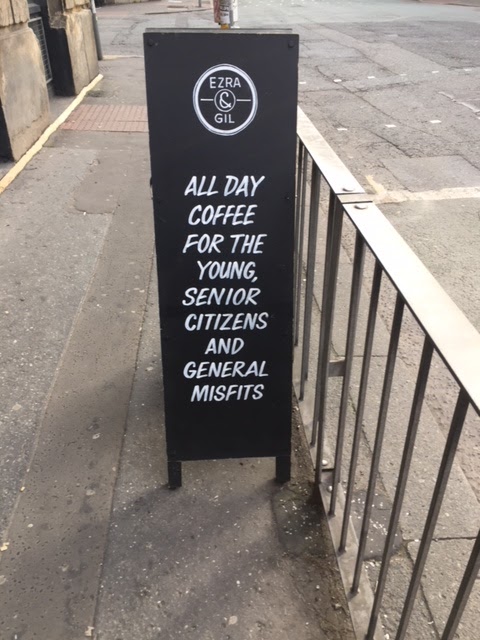 EZRA
&
GIL
ALL DAY
COFFEE
FOR THE
YOUNG,
SENIOR
CITIZENS
AND
GENERAL
MISFITS